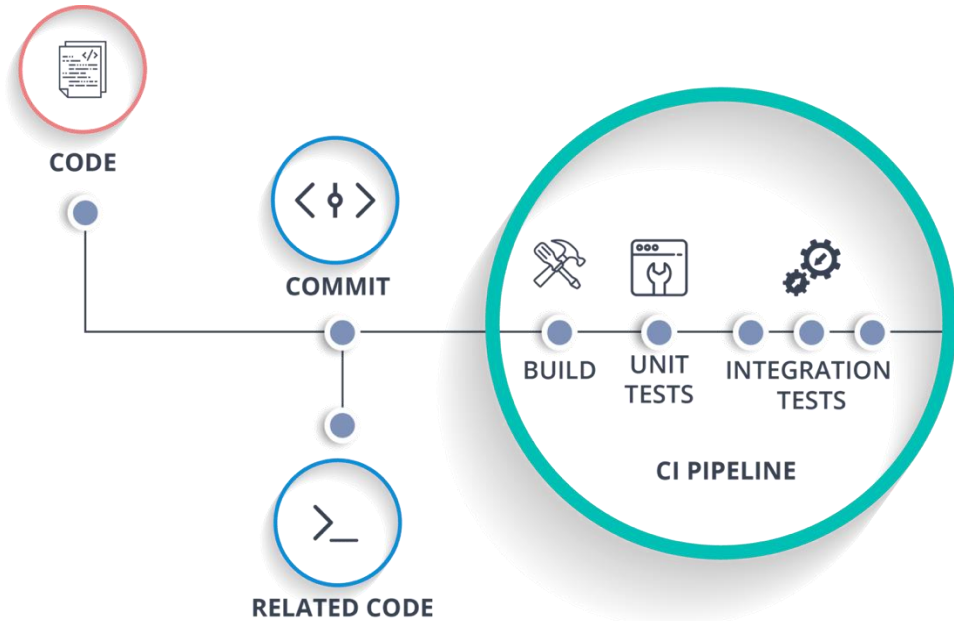 CODE
COMMIT
BUILD
UNIT
TESTS
INTEGRATION
TESTS
CI PIPELINE
RELATED CODE